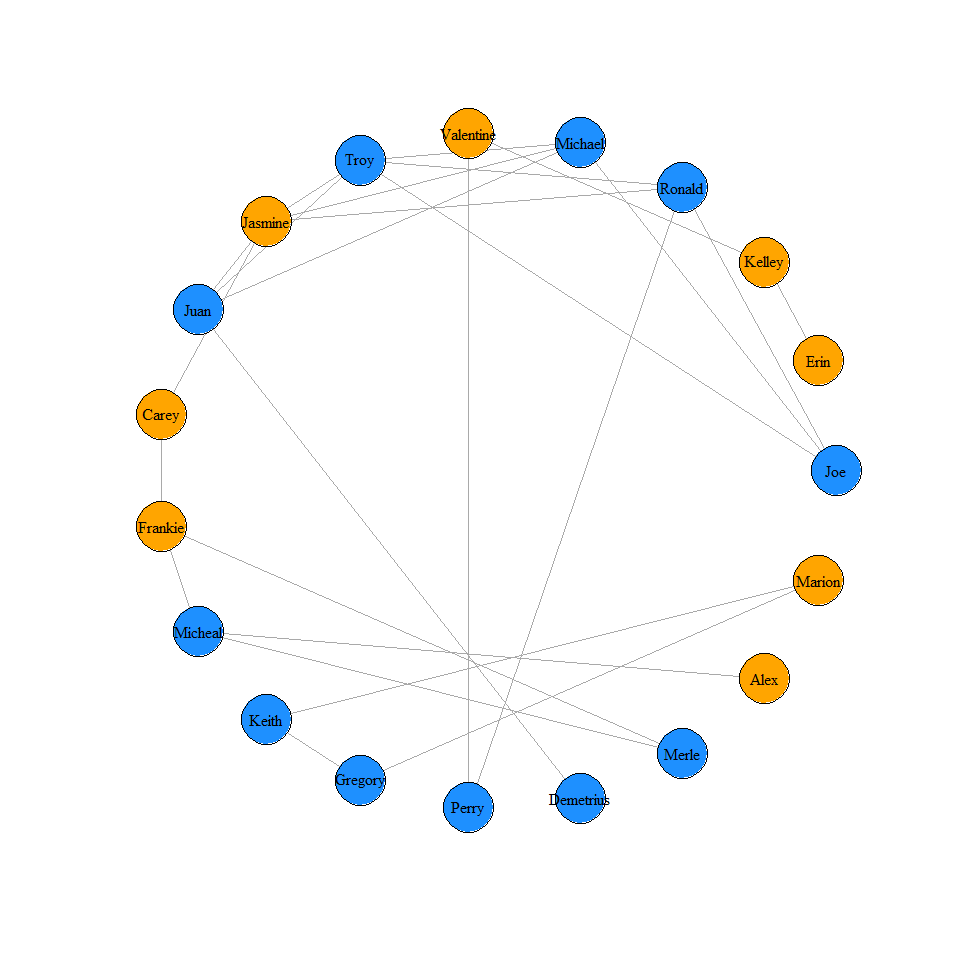 Valentine
Michael
Troy
Ronald
Jasmine
Kelley
Juan
Erin
Carey
Joe
Frankie
Marion
Micheal
Alex
Keith
Merle
Gregory
Demetrius
Perry